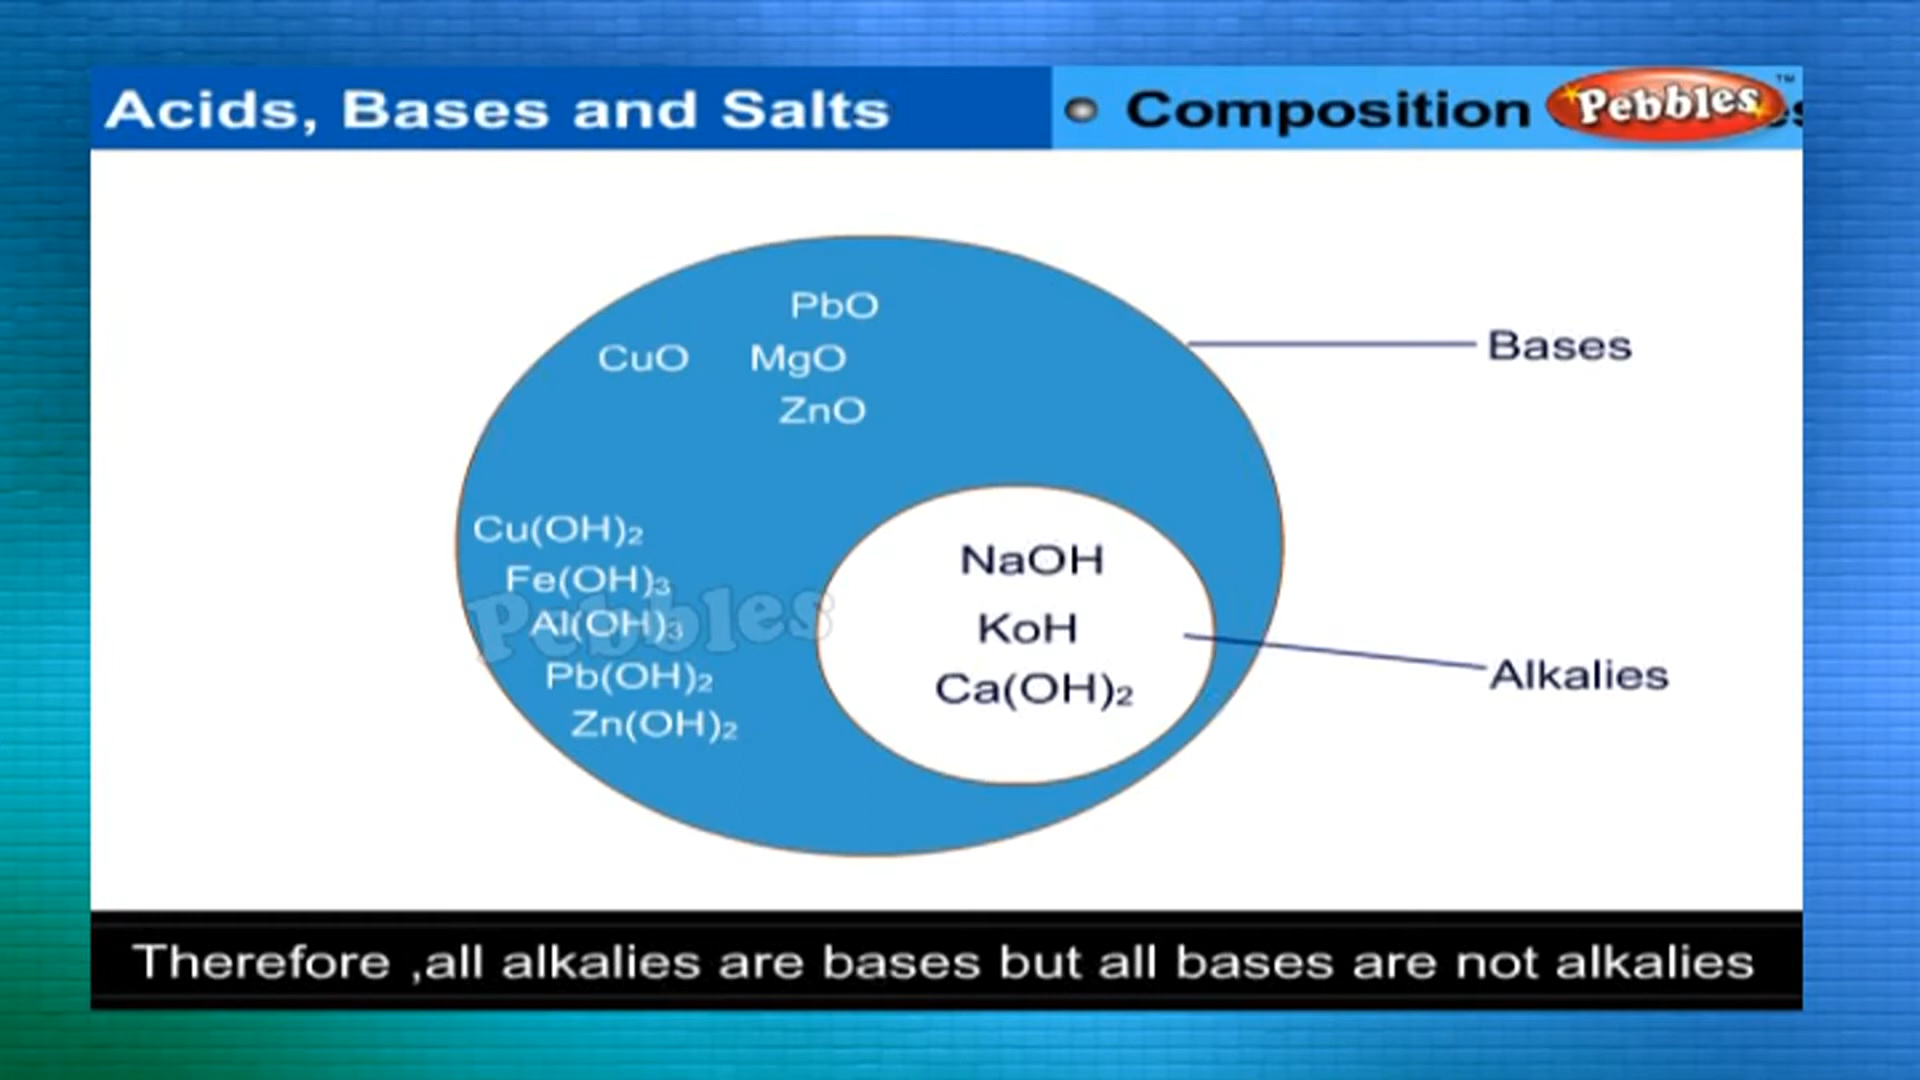 Acids, Bases and Salts
Composition
Pebbles™
PbO
CuO MgO
ZnO
Bases
Cu(OH)₂
Fe(OH)₃
Al(OH)₃
Pb(OH)₂
Zn(OH)₂
Pebbles
NaOH
KoH
Ca(OH)₂
Alkalies
Therefore ,all alkalies are bases but all bases are not alkalies